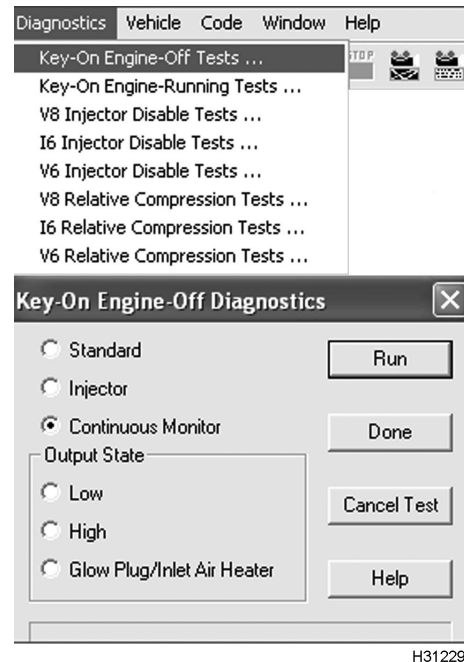 Diagnostics Vehicle Code Window Help
Key-On Engine-Off Tests ...
STOP
Key-On Engine-Running Tests ...
V8 Injector Disable Tests ...
I6 Injector Disable Tests ...
V6 Injector Disable Tests ...
V8 Relative Compression Tests ...
I6 Relative Compression Tests ...
V6 Relative Compression Tests ...
Key-On Engine-Off Diagnostics
Standard
Run
Injector
Continuous Monitor
Done
Output State
Low
Cancel Test
High
Glow Plug/Inlet Air Heater
Help
H31229